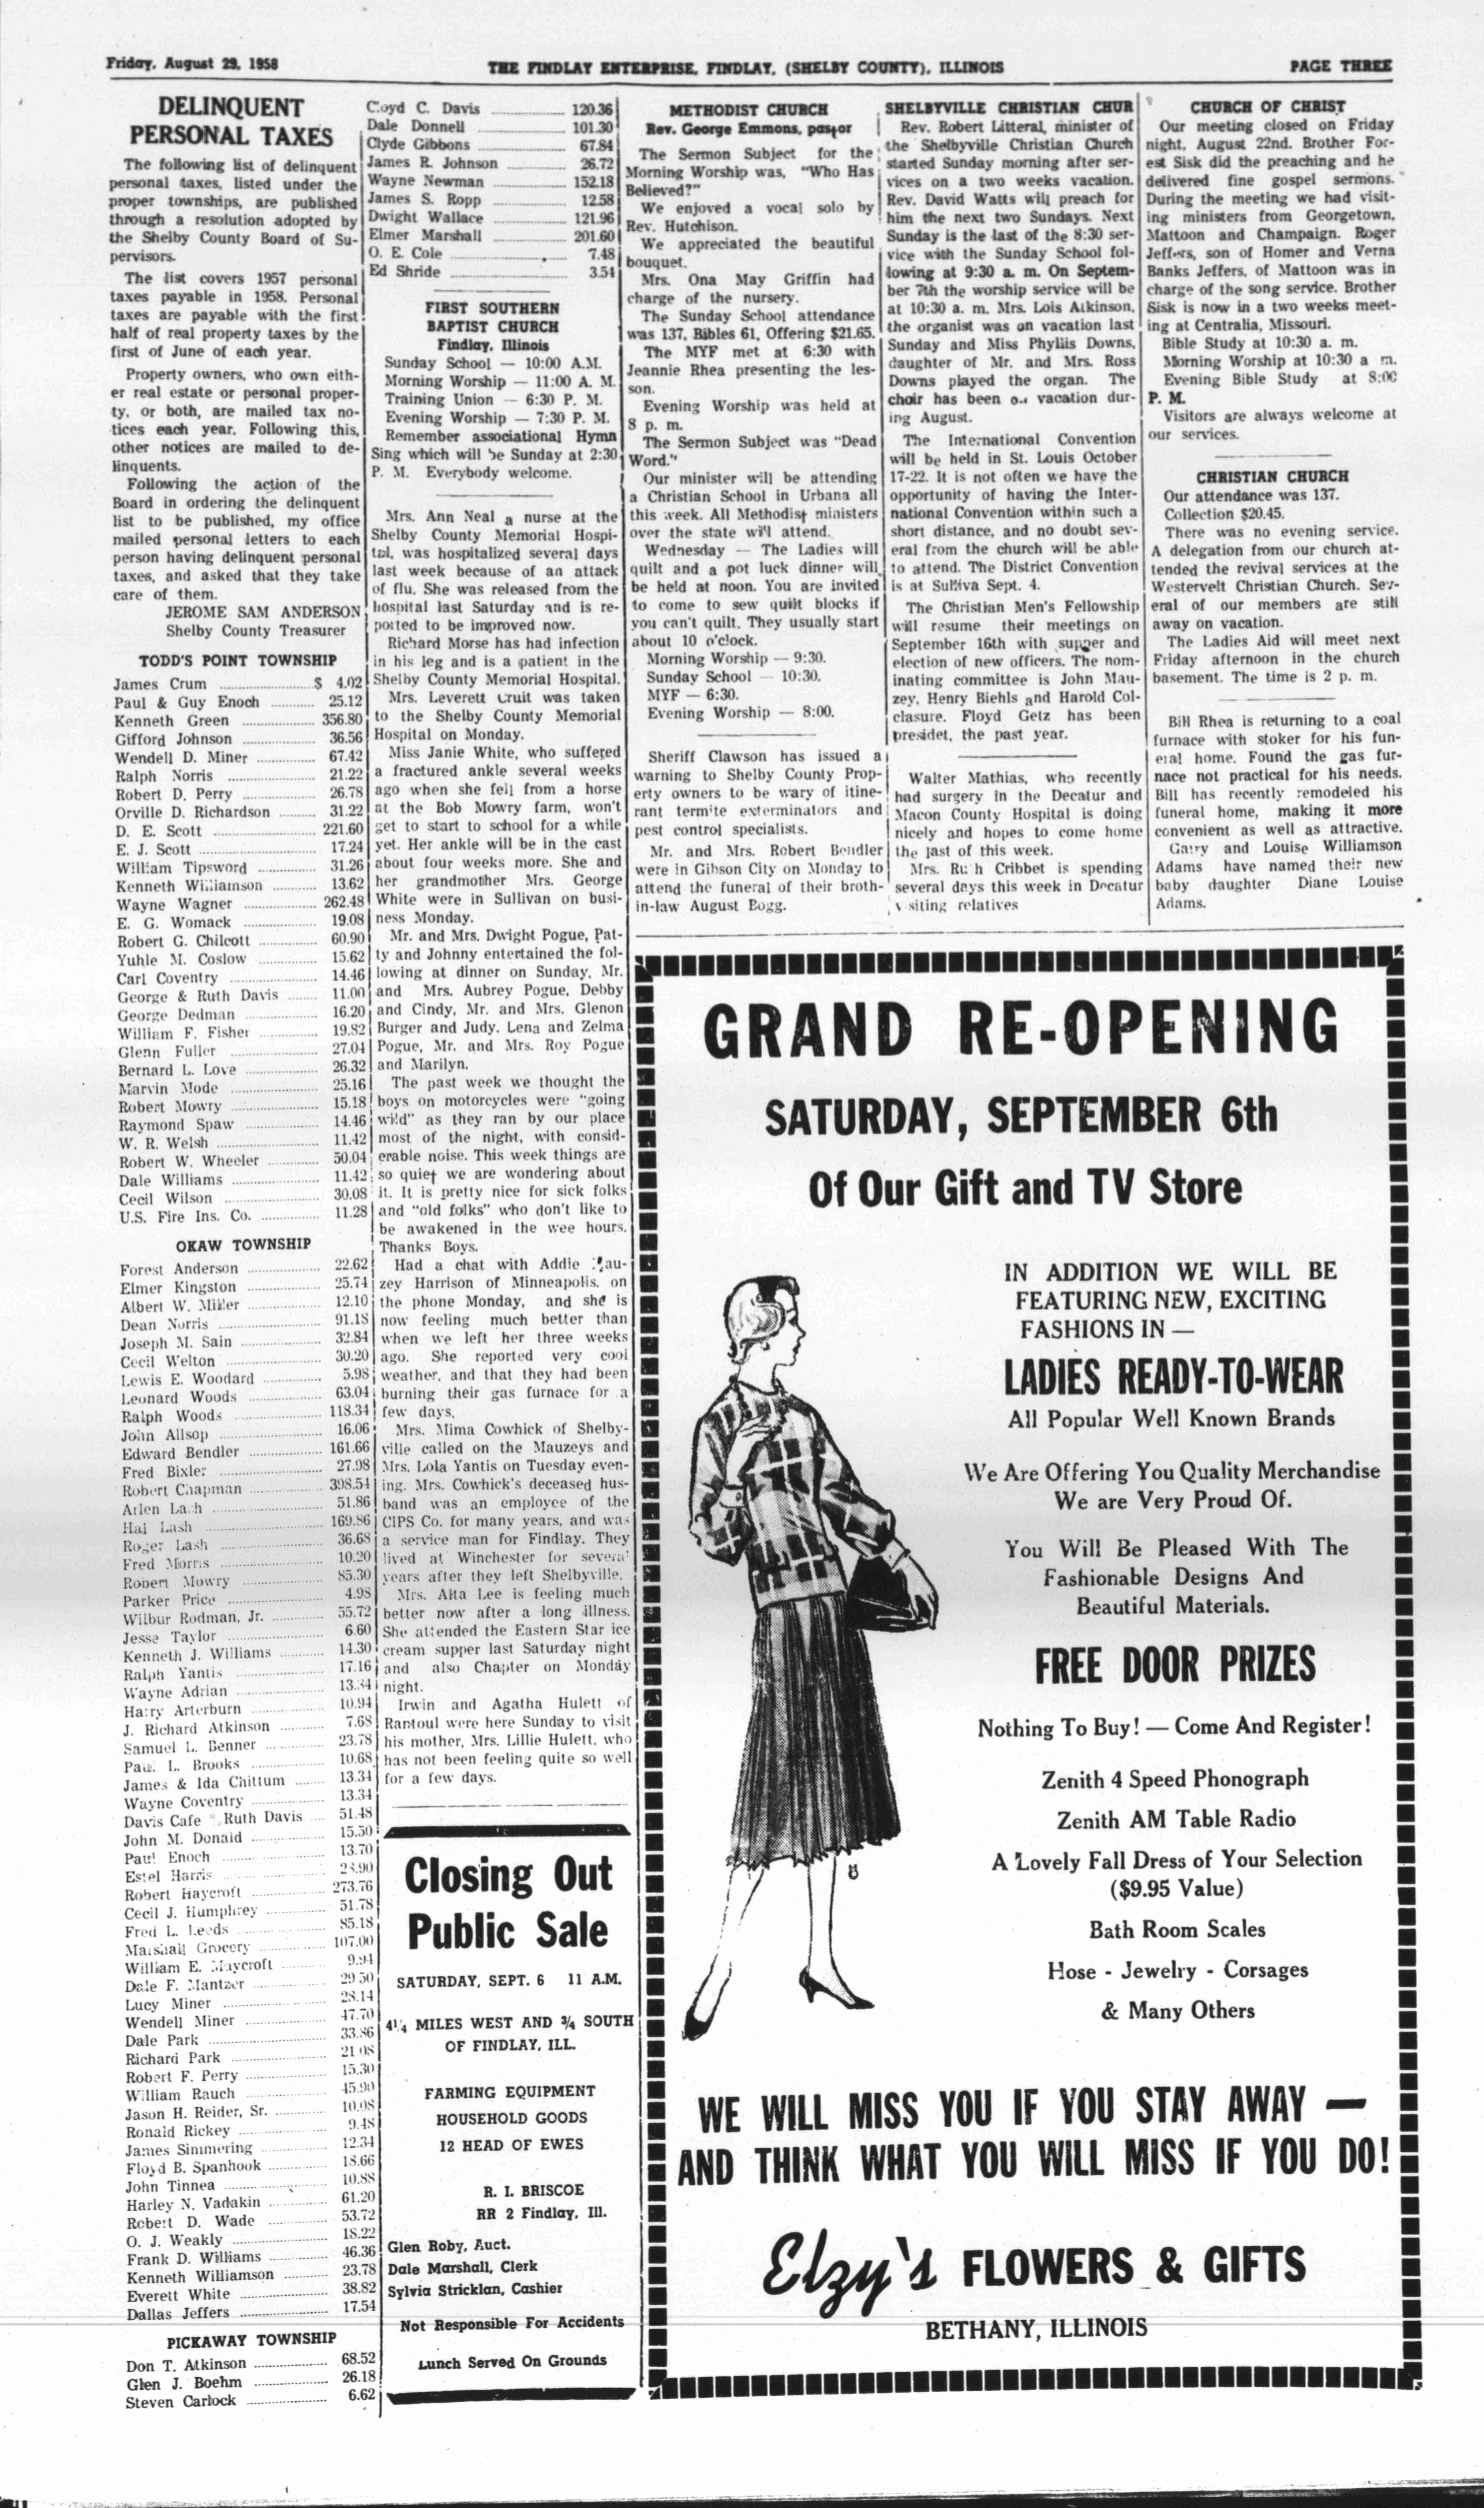 Friday, August 29, 1958
THE FINDLAY ENTERPRISE, FINDLAY, (SHELBY COUNTY), ILLINOIS
PAGE THREE
DELINQUENT
PERSONAL TAXES
The following list of delinquent
personal taxes, listed under the
proper townships, are published
through a resolution adopted by
the Shelby County Board of Su-
pervisors.
The list covers 1957 personal
taxes payable in 1958. Personal
taxes are payable with the first
half of real property taxes by the
first of June of each year.
Property owners, who own eith-
er real estate or personal proper-
ty, or both, are mailed tax no-
tices each year. Following this,
other notices are mailed to de-
linquents.
Following the action of the
Board in ordering the delinquent
list to be published, my office
mailed personal letters to each
person having delinquent personal
taxes, and asked that they take
care of them.
JEROME SAM ANDERSON
Shelby County Treasurer
TODD'S POINT TOWNSHIP
James Crum $ 4.02
Paul & Guy Enoch 25.12
Kenneth Green 356.80
Gifford Johnson 36.56
Wendell D. Miner 67.42
Ralph Norris 21.22
Robert D. Perry 26.78
Orville D. Richardson 31.22
D. E. Scott 221.60
E. J. Scott 17.24
William Tipsword 31.26
Kenneth Williamson 13.62
Wayne Wagner 262.48
E. G. Womack 19.08
Robert G. Chilcott 60.90
Yuhle M. Coslow 15.62
Carl Coventry 14.46
George & Ruth Davis 11.00
George Dedman 16.20
William F. Fisher 19.82
Glenn Fuller 27.04
Bernard L. Love 26.32
Marvin Mode 25.16
Robert Mowry 15.18
Raymond Spaw 14.46
W. R. Welsh 11.42
Robert W. Wheeler 50.04
Dale Williams 11.42
Cecil Wilson 30.08
U.S. Fire Ins. Co. 11.28
OKAW TOWNSHIP
Forest Anderson 22.62
Elmer Kingston 25.74
Albert W. Miller 12.10
Dean Norris 91.18
Joseph M. Sain 32.84
Cecil Welton 30.20
Lewis E. Woodard 5.98
Leonard Woods 63.04
Ralph Woods 118.34
John Allsop 16.06
Edward Bendler 161.66
Fred Bixler 27.98
Robert Chapman 398.54
Arlen Lash 51.86
Hal Lash 169.86
Roger Lash 36.68
Fred Morris 10.20
Robert Mowry 85.30
Parker Price 4.98
Wilbur Rodman, Jr. 55.72
Jesse Taylor 6.60
Kenneth J. Williams 14.30
Ralph Yantis 17.16
Wayne Adrian 13.34
Harry Arterburn 10.94
J. Richard Atkinson 7.68
Samuel L. Benner 23.78
Paul L. Brooks 10.68
James & Ida Chittum 13.34
Wayne Coventry 13.34
Davis Cafe Ruth Davis 51.48
John M. Donald 15.50
Paul Enoch 13.70
Estel Harris
Robert Haycroft 273.76
Cecil J. Humphrey 51.78
Fred L. Leeds 85.18
Marshall Grocery 107.00
William E. 9.94
Dale F. Mantzer 29.50
Lucy Miner 28.14
Wendell Miner 47.70
Dale Park 33.86
Richard Park 21.08
Robert F. Perry 15.30
William Rauch 45.90
Jason H. Reider, Sr. 10.08
Ronald Rickey 9.48
James Simmering 12.34
Floyd B. Spanhook 18.66
John Tinnea 10.88
Harley N. Vadakin 61.20
Robert D. Wade 53.72
O. J. Weakly 18.22
Frank D. Williams 46.36
Kenneth Williamson 23.78
Everett White 38.82
Dallas Jeffers 17.54
PICKAWAY TOWNSHIP
Don T. Atkinson 68.52
Glen J. Boehm 26.18
Steven Carlock 6.62
Cloyd C. Davis 120.36
Dale Donnell 101.30
Clyde Gibbons 67.84
James R. Johnson 26.72
Wayne Newman 152.18
James S. Ropp 12.58
Dwight Wallace 121.96
Elmer Marshall 201.60
O. E. Cole 7.48
Ed Shride 3.54
FIRST SOUTHERN
BAPTIST CHURCH
Findlay, Illinois
Sunday School — 10:00 A.M.
Morning Worship — 11:00 A. M.
Training Union — 6:30 P. M.
Evening Worship — 7:30 P. M.
Remember associational Hymn
Sing which will be Sunday at 2:30
P. M. Everybody welcome.
Mrs. Ann Neal a nurse at the
Shelby County Memorial Hospi-
tal, was hospitalized several days
last week because of an attack
of flu. She was released from the
hospital last Saturday and is re-
ported to be improved now.
Richard Morse has had infection
in his leg and is a patient in the
Shelby County Memorial Hospital.
Mrs. Leverett Cruit was taken
to the Shelby County Memorial
Hospital on Monday.
Miss Janie White, who suffered
a fractured ankle several weeks
ago when she fell from a horse
at the Bob Mowry farm, won't
get to start to school for a while
yet. Her ankle will be in the cast
about four weeks more. She and
her grandmother Mrs. George
White were in Sullivan on busi-
ness Monday.
Mr. and Mrs. Dwight Pogue, Pat-
ty and Johnny entertained the fol-
lowing at dinner on Sunday, Mr.
and Mrs. Aubrey Pogue, Debby
and Cindy, Mr. and Mrs. Glenon
Burger and Judy, Lena and Zelma
Pogue, Mr. and Mrs. Roy Pogue
and Marilyn.
The past week we thought the
boys on motorcycles were "going
wild" as they ran by our place
most of the night, with consid-
erable noise. This week things are
so quiet we are wondering about
it. It is pretty nice for sick folks
and "old folks" who don't like to
be awakened in the wee hours.
Thanks Boys.
Had a chat with Addie Mau-
zey Harrison of Minneapolis, on
the phone Monday, and she is
now feeling much better than
when we left her three weeks
ago. She reported very cool
weather, and that they had been
burning their gas furnace for a
few days.
Mrs. Mima Cowhick of Shelby-
ville called on the Mauzeys and
Mrs. Lola Yantis on Tuesday even-
ing. Mrs. Cowhick's deceased hus-
band was an employee of the
CIPS Co. for many years, and was
a service man for Findlay. They
lived at Winchester for several
years after they left Shelbyville.
Mrs. Alta Lee is feeling much
better now after a long illness.
She attended the Eastern Star ice
cream supper last Saturday night
and also Chapter on Monday
night.
Irwin and Agatha Hulett of
Rantoul were here Sunday to visit
his mother, Mrs. Lillie Hulett, who
has not been feeling quite so well
for a few days.
Closing Out
Public Sale
SATURDAY, SEPT. 6 11 A.M.
4¼ MILES WEST AND ¾ SOUTH
OF FINDLAY, ILL.
FARMING EQUIPMENT
HOUSEHOLD GOODS
12 HEAD OF EWES
R. I. BRISCOE
RR 2 Findlay, Ill.
Glen Roby, Auct.
Dale Marshall, Clerk
Sylvia Stricklan, Cashier
Not Responsible For Accidents
Lunch Served On Grounds
METHODIST CHURCH
Rev. George Emmons, pastor
The Sermon Subject for the
Morning Worship was, "Who Has
Believed?"
We enjoved a vocal solo by
Rev. Hutchison.
We appreciated the beautiful
bouquet.
Mrs. Ona May Griffin had
charge of the nursery.
The Sunday School attendance
was 137, Bibles 61, Offering $21.65.
The MYF met at 6:30 with
Jeannie Rhea presenting the les-
son.
Evening Worship was held at
8 p. m.
The Sermon Subject was "Dead
Word."
Our minister will be attending
a Christian School in Urbana all
this week. All Methodist ministers
over the state will attend.
Wednesday — The Ladies will
quilt and a pot luck dinner will
be held at noon. You are invited
to come to sew quilt blocks if
you can't quilt. They usually start
about 10 o'clock.
Morning Worship — 9:30.
Sunday School — 10:30.
MYF — 6:30.
Evening Worship — 8:00.
Sheriff Clawson has issued a
warning to Shelby County Prop-
erty owners to be wary of itine-
rant termite exterminators and
pest control specialists.
Mr. and Mrs. Robert Bendler
were in Gibson City on Monday to
attend the funeral of their broth-
in-law August Bogg.
SHELBYVILLE CHRISTIAN CHUR
Rev. Robert Litteral, minister of
the Shelbyville Christian Church
started Sunday morning after ser-
vices on a two weeks vacation.
Rev. David Watts will preach for
him the next two Sundays. Next
Sunday is the last of the 8:30 ser-
vice with the Sunday School fol-
lowing at 9:30 a. m. On Septem-
ber 7th the worship service will be
at 10:30 a. m. Mrs. Lois Atkinson,
the organist was on vacation last
Sunday and Miss Phyllis Downs,
daughter of Mr. and Mrs. Ross
Downs played the organ. The
choir has been on vacation dur-
ing August.
The International Convention
will be held in St. Louis October
17-22. It is not often we have the
opportunity of having the Inter-
national Convention within such a
short distance, and no doubt sev-
eral from the church will be able
to attend. The District Convention
is at Sulliva Sept. 4.
The Christian Men's Fellowship
will resume their meetings on
September 16th with supper and
election of new officers. The nom-
inating committee is John Mau-
zey, Henry Biehls and Harold Col-
clasure. Floyd Getz has been
presidet, the past year.
Walter Mathias, who recently
had surgery in the Decatur and
Macon County Hospital is doing
nicely and hopes to come home
the last of this week.
Mrs. Ruth Cribbet is spending
several days this week in Decatur
visiting relatives
CHURCH OF CHRIST
Our meeting closed on Friday
night, August 22nd. Brother For-
est Sisk did the preaching and he
delivered fine gospel sermons.
During the meeting we had visit-
ing ministers from Georgetown,
Mattoon and Champaign. Roger
Jeffers, son of Homer and Verna
Banks Jeffers, of Mattoon was in
charge of the song service. Brother
Sisk is now in a two weeks meet-
ing at Centralia, Missouri.
Bible Study at 10:30 a. m.
Morning Worship at 10:30 a m.
Evening Bible Study at 8:00
P. M.
Visitors are always welcome at
our services.
CHRISTIAN CHURCH
Our attendance was 137.
Collection $20.45.
There was no evening service.
A delegation from our church at-
tended the revival services at the
Westervelt Christian Church. Sev-
eral of our members are still
away on vacation.
The Ladies Aid will meet next
Friday afternoon in the church
basement. The time is 2 p. m.
Bill Rhea is returning to a coal
furnace with stoker for his fun-
eral home. Found the gas fur-
nace not practical for his needs.
Bill has recently remodeled his
funeral home, making it more
convenient as well as attractive.
Garry and Louise Williamson
Adams have named their new
baby daughter Diane Louise
Adams.
GRAND RE-OPENING
SATURDAY, SEPTEMBER 6th
Of Our Gift and TV Store
IN ADDITION WE WILL BE
FEATURING NEW, EXCITING
FASHIONS IN —
LADIES READY-TO-WEAR
All Popular Well Known Brands
We Are Offering You Quality Merchandise
We are Very Proud Of.
You Will Be Pleased With The
Fashionable Designs And
Beautiful Materials.
FREE DOOR PRIZES
Nothing To Buy! — Come And Register!
Zenith 4 Speed Phonograph
Zenith AM Table Radio
A Lovely Fall Dress of Your Selection
($9.95 Value)
Bath Room Scales
Hose - Jewelry - Corsages
& Many Others
WE WILL MISS YOU IF YOU STAY AWAY —
AND THINK WHAT YOU WILL MISS IF YOU DO!
Elzy's FLOWERS & GIFTS
BETHANY, ILLINOIS